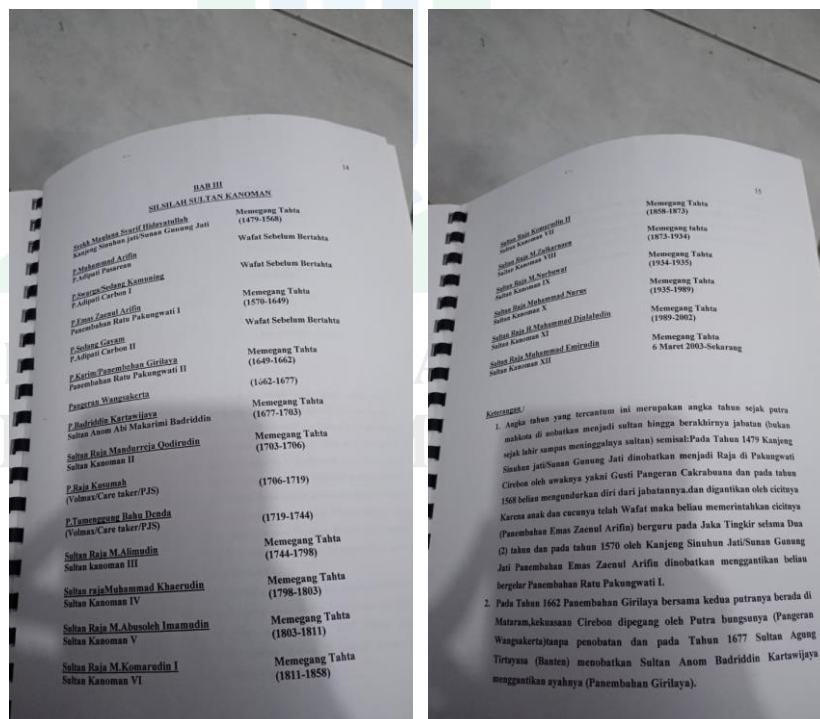 14
BAB III
SILSILAH SULTAN KANOMAN
Syekh Maulana Syarif Hidayatullah
Kanjeng Sinuhun jati/Sunan Gunung Jati
Memegang Tahta
(1479-1568)
P.Muhammad Arifin
P.Adipati Pasarean
Wafat Sebelum Bertahta
P.Swarga/Sedang Kamuning
P.Adipati Carbon I
Wafat Sebelum Bertahta
P.Emas Zaenul Arifin
Panembahan Ratu Pakungwati I
Memegang Tahta
(1570-1649)
P.Sedang Gayam
P.Adipati Carbon II
Wafat Sebelum Bertahta
P.Karim/Panembahan Girilaya
Panembahan Ratu Pakungwati II
Memegang Tahta
(1649-1662)
Pangeran Wangsakerta
(1662-1677)
P.Badriddin Kartawijaya
Sultan Anom Abi Makarimi Badriddin
Memegang Tahta
(1677-1703)
Sultan Raja Mandurreja Qodirudin
Sultan Kanoman II
Memegang Tahta
(1703-1706)
P.Raja Kusumah
(Volmax/Care taker/PJS)
(1706-1719)
P.Tumenggung Bahu Denda
(Volmax/Care taker/PJS)
(1719-1744)
Sultan Raja M.Alimudin
Sultan kanoman III
Memegang Tahta
(1744-1798)
Sultan rajaMuhammad Khaerudin
Sultan Kanoman IV
Memegang Tahta
(1798-1803)
Sultan Raja M.Abusoleh Imamudin
Sultan Kanoman V
Memegang Tahta
(1803-1811)
Sultan Raja M.Komarudin I
Sultan Kanoman VI
Memegang Tahta
(1811-1858)
15
Sultan Raja Komarudin II
Sultan Kanoman VII
Memegang Tahta
(1858-1873)
Sultan Raja M.Zulkarnaen
Sultan Kanoman VIII
Memegang tahta
(1873-1934)
Sultan Raja M.Nurbuwat
Sultan Kanoman IX
Memegang Tahta
(1934-1935)
Sultan Raja Muhammad Nurus
Sultan Kanoman X
Memegang Tahta
(1935-1989)
Sultan Raja H.Muhammad Djalaludin
Sultan Kanoman XI
Memegang Tahta
(1989-2002)
Sultan Raja Muhammad Emirudin
Sultan Kanoman XII
Memegang Tahta
6 Maret 2003-Sekarang
Keterangan :
1. Angka tahun yang tercantum ini merupakan angka tahun sejak putra
mahkota di nobatkan menjadi sultan hingga berakhirnya jabatan (bukan
sejak lahir sampas meninggalnya sultan) semisal:Pada Tahun 1479 Kanjeng
Sinuhun jati/Sunan Gunung Jati dinobatkan menjadi Raja di Pakungwati
Cirebon oleh uwaknya yakni Gusti Pangeran Cakrabuana dan pada tahun
1568 beliau mengundurkan diri dari jabatannya.dan digantikan oleh cicitnya
Karena anak dan cucunya telah Wafat maka beliau memerintahkan cicitnya
(Panembahan Emas Zaenul Arifin) berguru pada Jaka Tingkir selama Dua
(2) tahun dan pada tahun 1570 oleh Kanjeng Sinuhun Jati/Sunan Gunung
Jati Panembahan Emas Zaenul Arifin dinobatkan menggantikan beliau
bergelar Panembahan Ratu Pakungwati I.
2. Pada Tahun 1662 Panembahan Girilaya bersama kedua putranya berada di
Mataram,kekuasaan Cirebon dipegang oleh Putra bungsunya (Pangeran
Wangsakerta)tanpa penobatan dan pada Tahun 1677 Sultan Agung
Tirtayasa (Banten) menobatkan Sultan Anom Badriddin Kartawijaya
menggantikan ayahnya (Panembahan Girilaya).